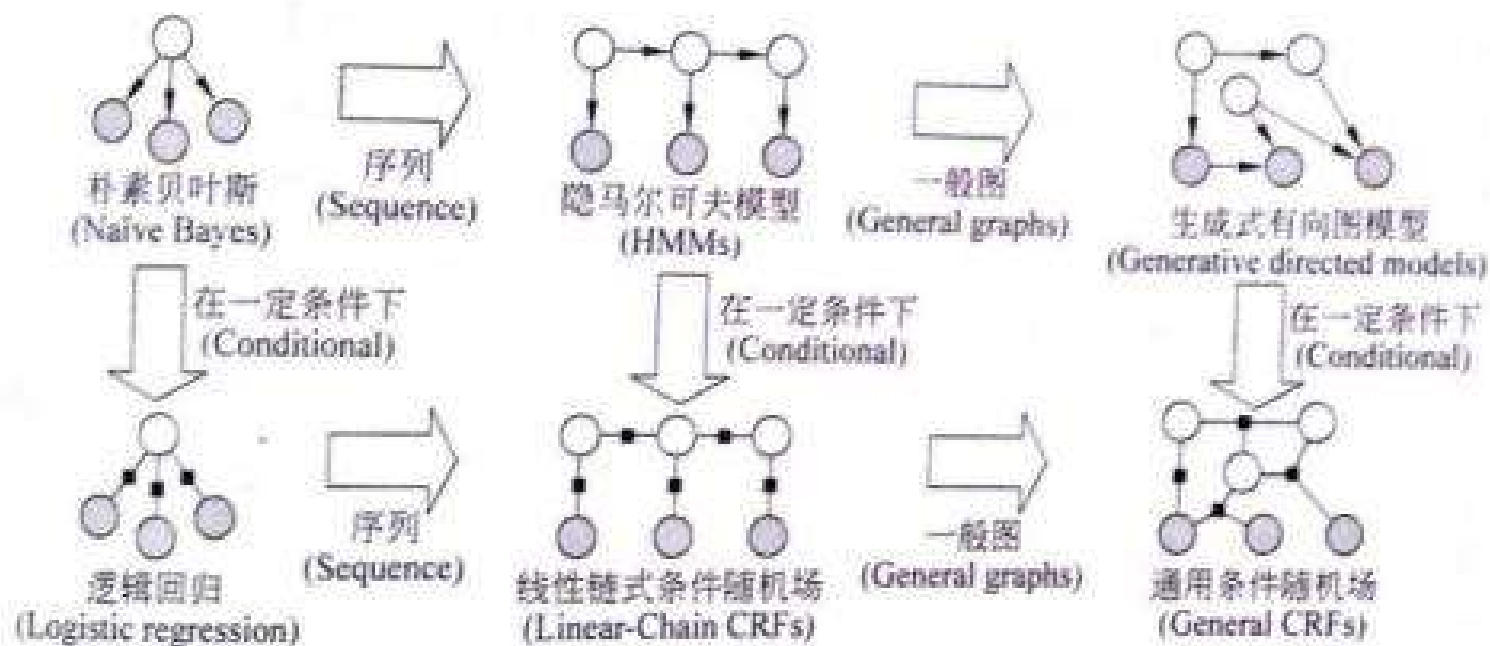 朴素贝叶斯
(Naïve Bayes)
序列
(Sequence)
隐马尔可夫模型
(HMMs)
一般图
(General graphs)
生成式有向图模型
(Generative directed models)
在一定条件下
(Conditional)
在一定条件下
(Conditional)
在一定条件下
(Conditional)
逻辑回归
(Logistic regression)
序列
(Sequence)
线性链式条件随机场
(Linear-Chain CRFs)
一般图
(General graphs)
通用条件随机场
(General CRFs)